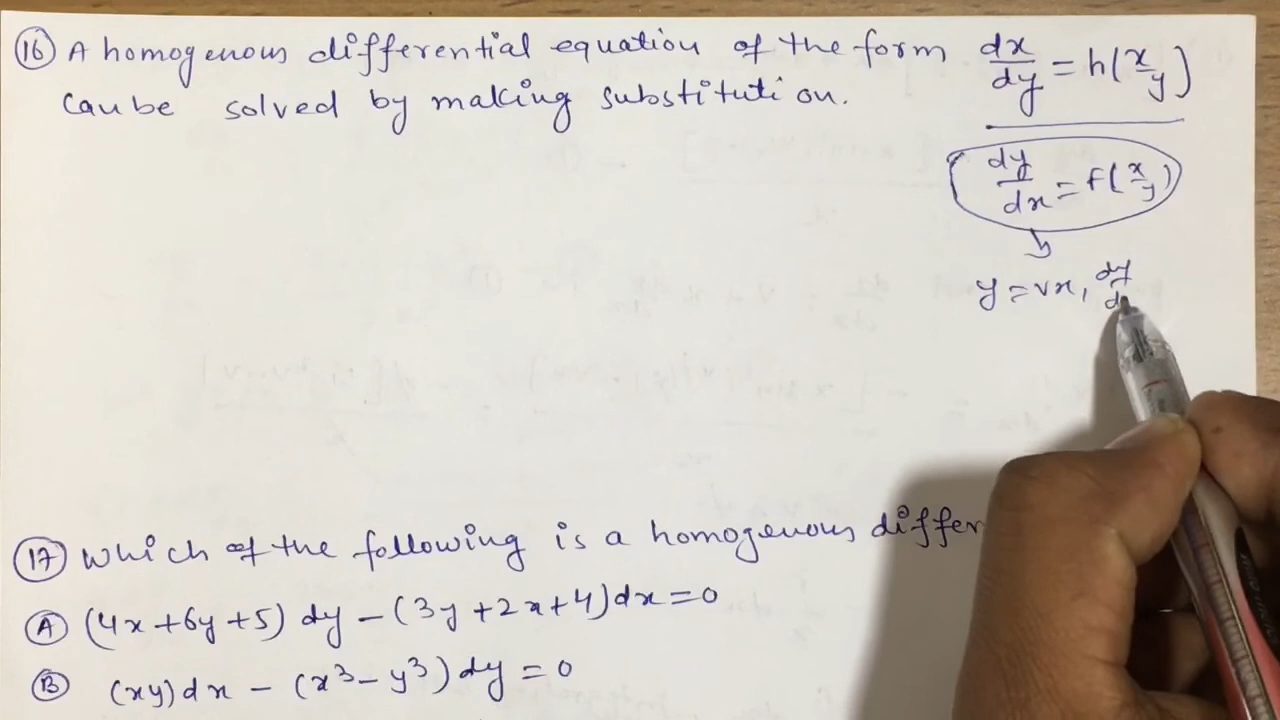 (16) A homogenous differential equation of the form dx/dy = h(x/y)
can be solved by making substitution.
dy/dx = f(x/y)
y = vx, dy/d
(17) Which of the following is a homogenous differ
(A) (4x+6y+5) dy - (3y+2x+4)dx = 0
(B) (xy)dx - (x³ - y³)dy = 0